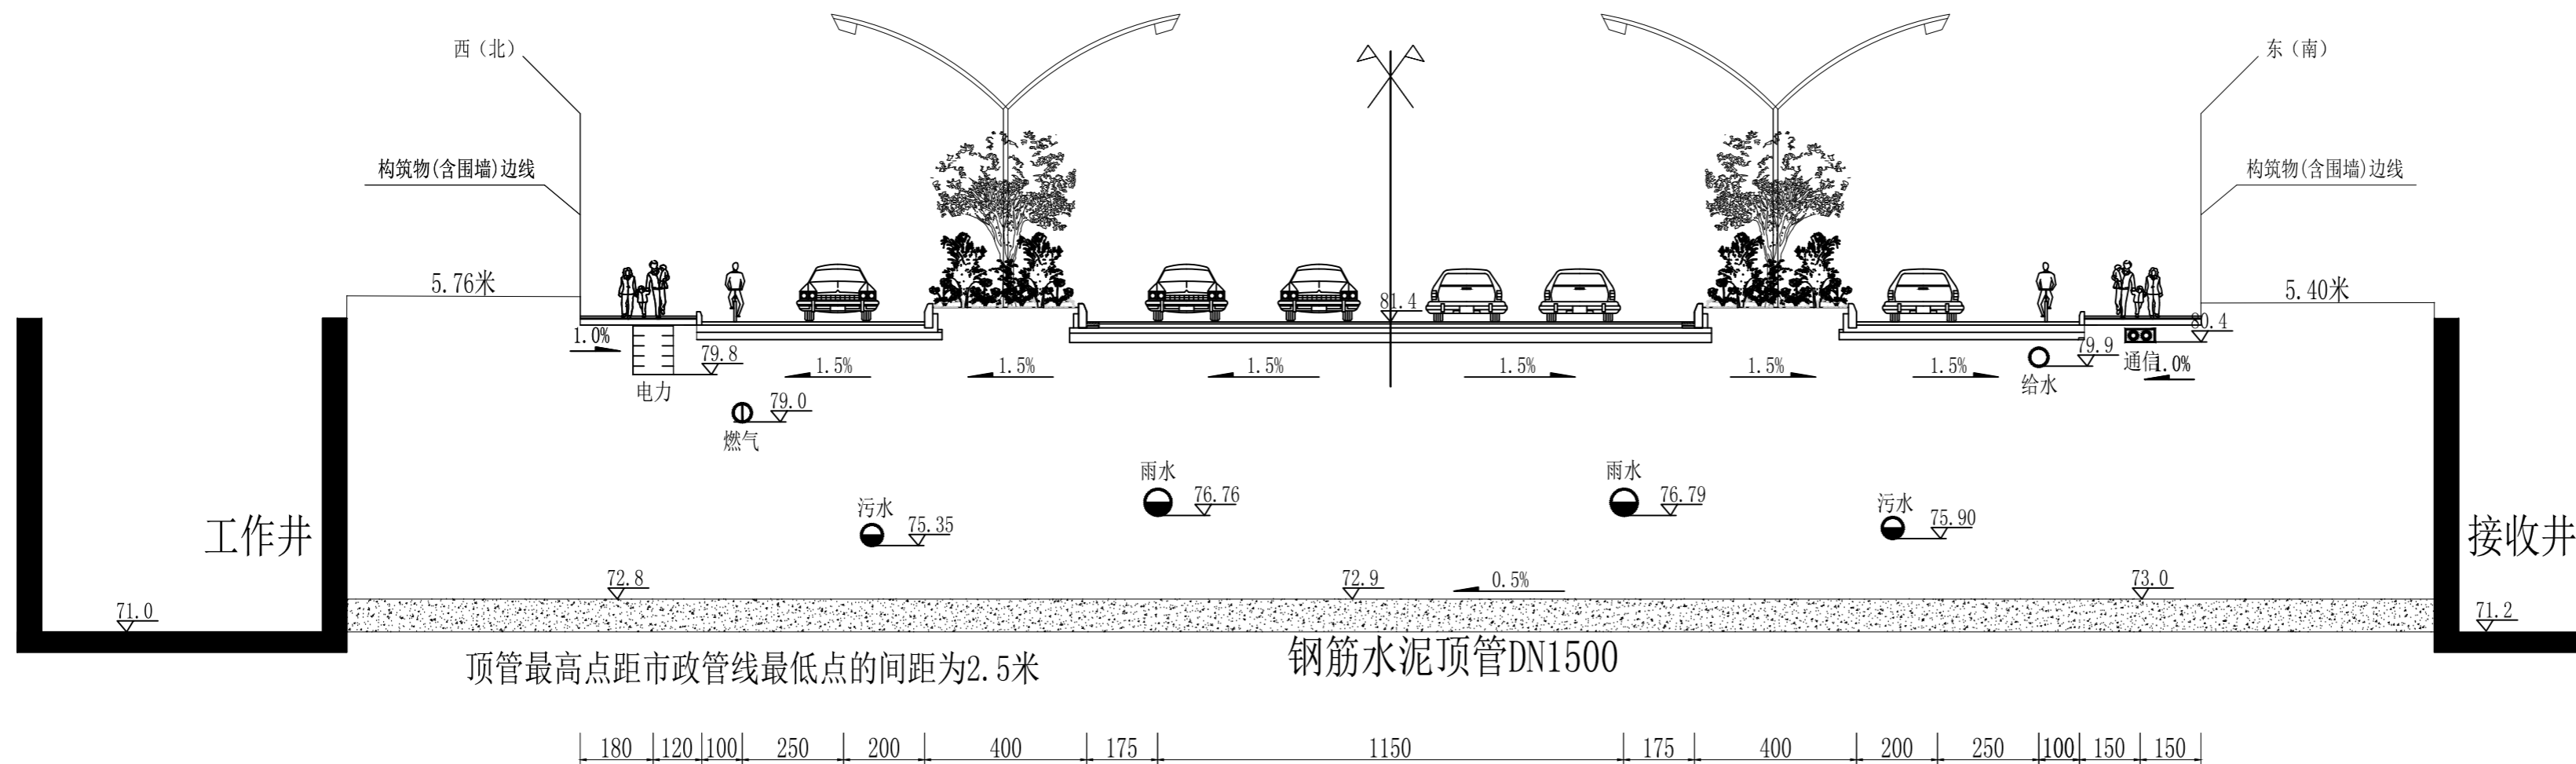 西（北）
东（南）
构筑物(含围墙)边线
构筑物(含围墙)边线
5.76米
81.4
5.40米
1.0%
79.8
1.5%
1.5%
1.5%
1.5%
1.5%
1.5%
79.9
通信
80.4
1.0%
电力
给水
79.0
燃气
雨水
76.76
雨水
76.79
污水
75.35
污水
75.90
工作井
接收井
72.8
72.9
0.5%
73.0
71.0
71.2
顶管最高点距市政管线最低点的间距为2.5米
钢筋水泥顶管DN1500
180 120 100 250 200 400 175 1150 175 400 200 250 100 150 150